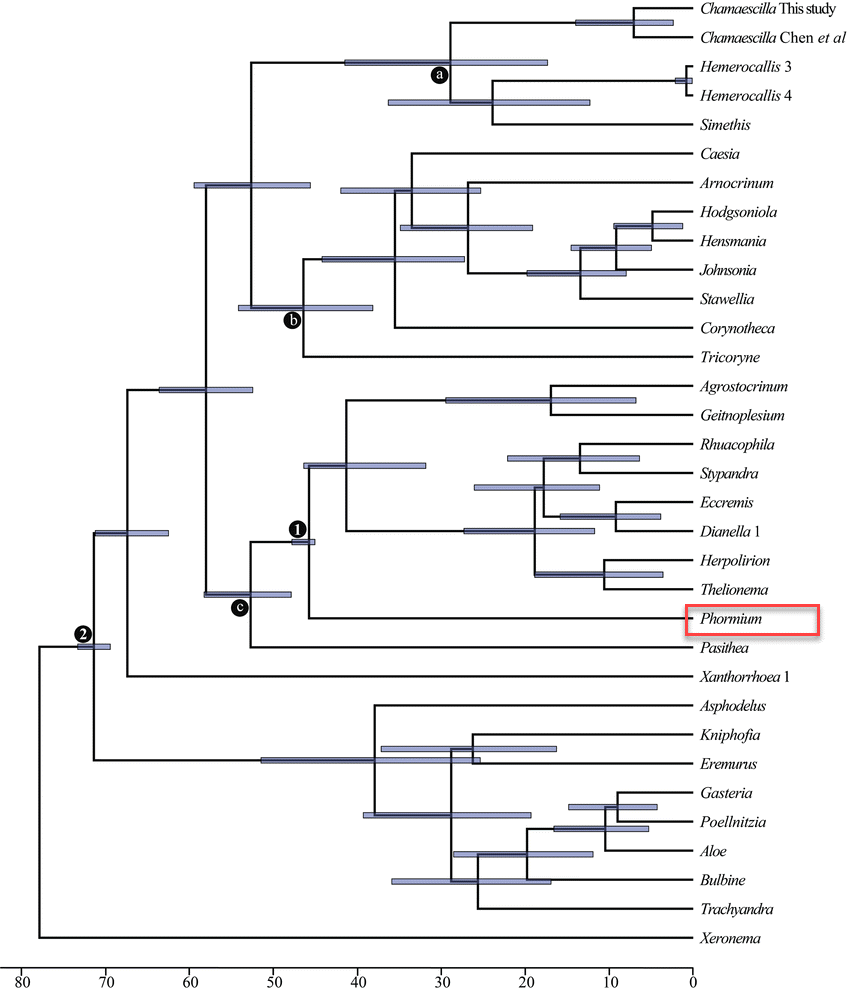 Chamaescilla This study
Chamaescilla Chen et al
Hemerocallis 3
a
Hemerocallis 4
Simethis
Caesia
Arnocrinum
Hodgsoniola
Hensmania
Johnsonia
Stawellia
b
Corynotheca
Tricoryne
Agrostocrinum
Geitnoplesium
Rhuacophila
Stypandra
Eccremis
1
Dianella 1
Herpolirion
Thelionema
c
Phormium
2
Pasithea
Xanthorrhoea 1
Asphodelus
Kniphofia
Eremurus
Gasteria
Poellnitzia
Aloe
Bulbine
Trachyandra
Xeronema
80 70 60 50 40 30 20 10 0